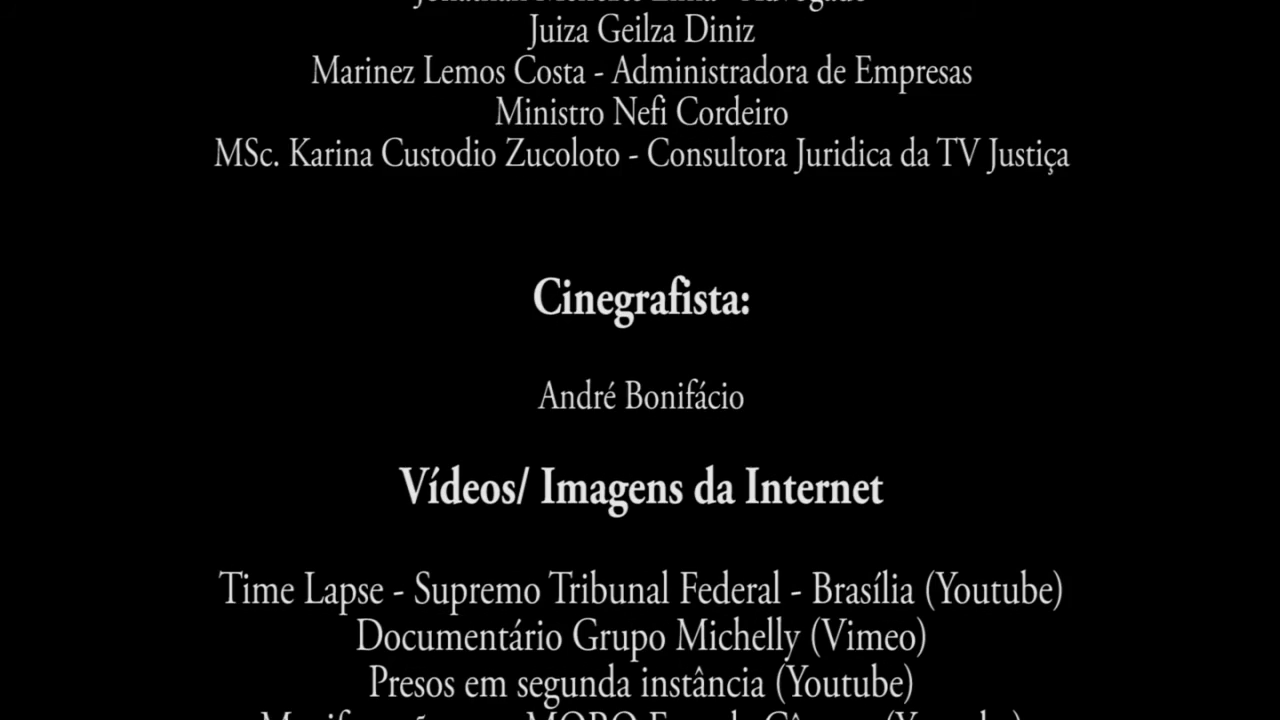 Juiza Geilza Diniz
Marinez Lemos Costa - Administradora de Empresas
Ministro Nefi Cordeiro
MSc. Karina Custodio Zucoloto - Consultora Juridica da TV Justiça
Cinegrafista:
André Bonifácio
Vídeos/ Imagens da Internet
Time Lapse - Supremo Tribunal Federal - Brasília (Youtube)
Documentário Grupo Michelly (Vimeo)
Presos em segunda instância (Youtube)